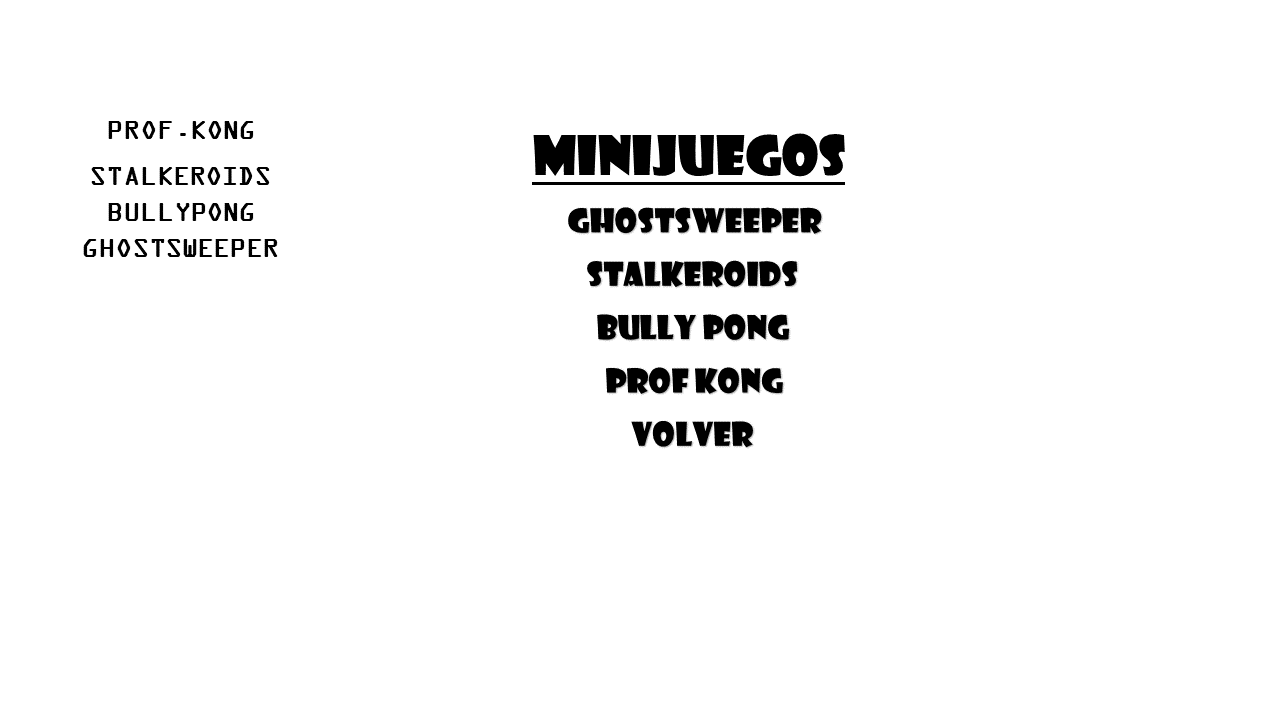 PROF.KONG
STALKEROIDS
BULLYPONG
GHOSTSWEEPER
MINIJUEGOS
GHOSTSWEEPER
STALKEROIDS
BULLY PONG
PROF KONG
VOLVER